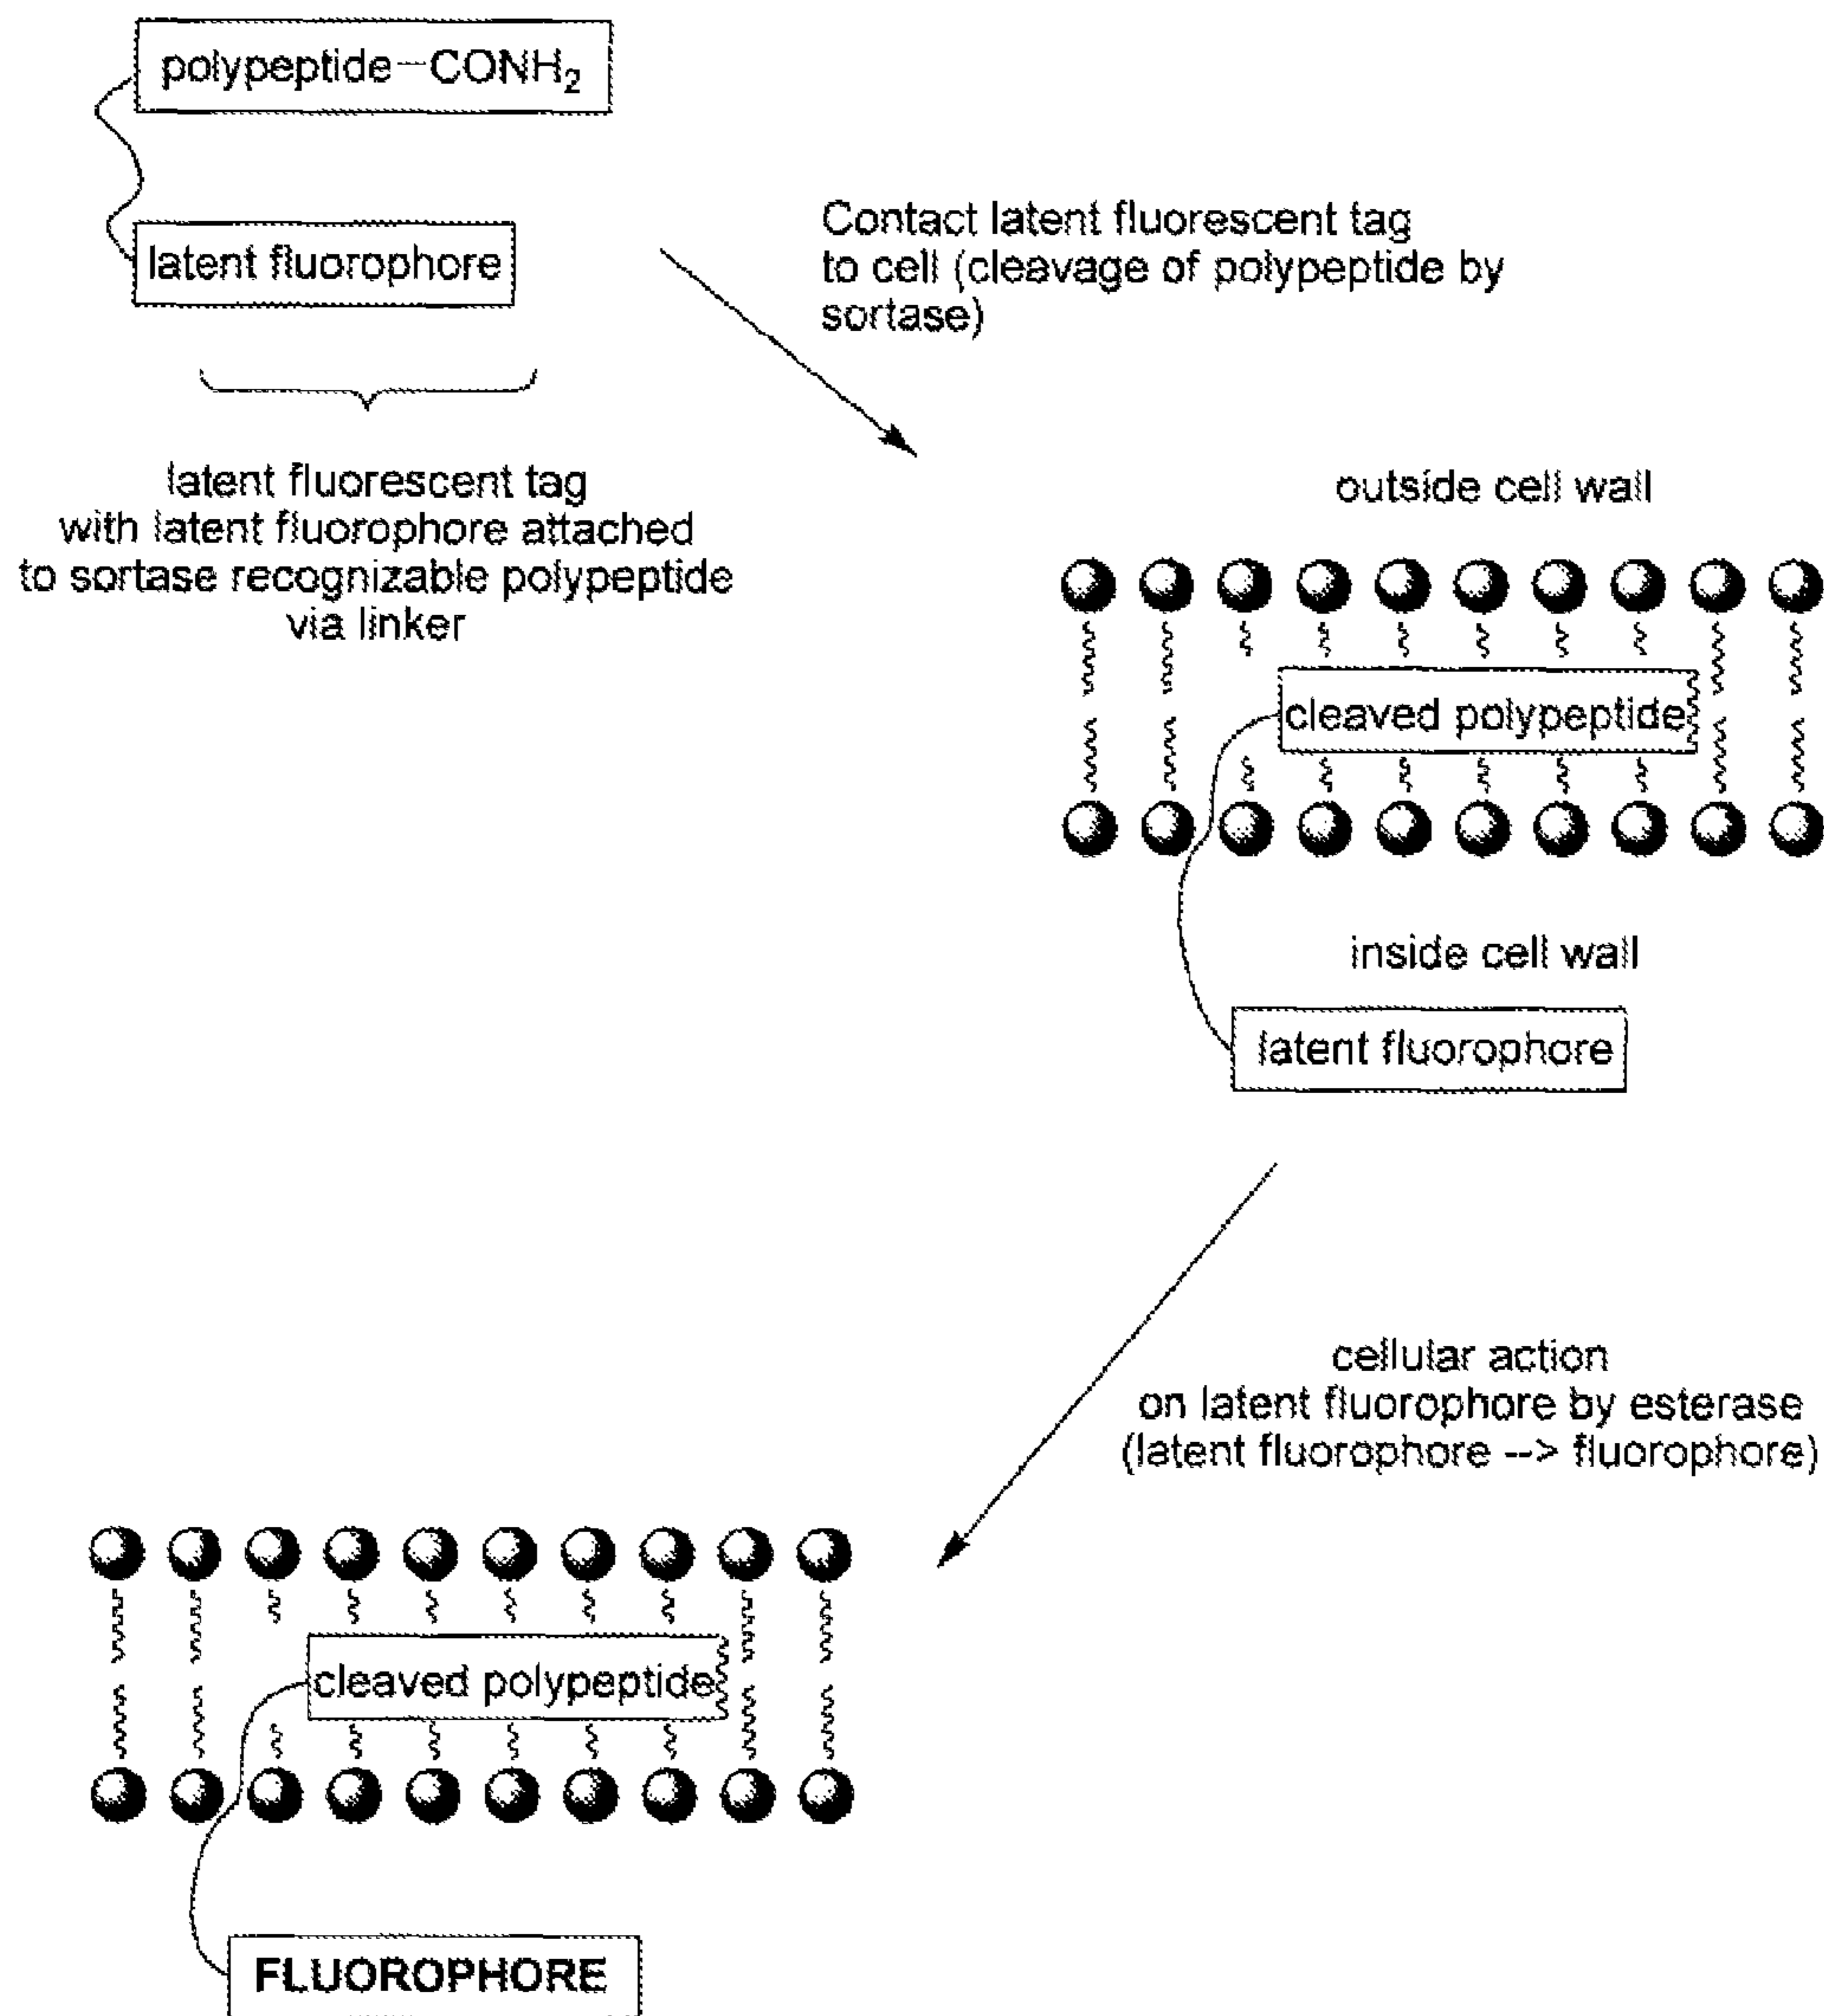 polypeptide—CONH₂
latent fluorophore
Contact latent fluorescent tag
to cell (cleavage of polypeptide by
sortase)
latent fluorescent tag
with latent fluorophore attached
to sortase recognizable polypeptide
via linker
outside cell wall
cleaved polypeptide
inside cell wall
latent fluorophore
cellular action
on latent fluorophore by esterase
(latent fluorophore --> fluorophore)
cleaved polypeptide
FLUOROPHORE